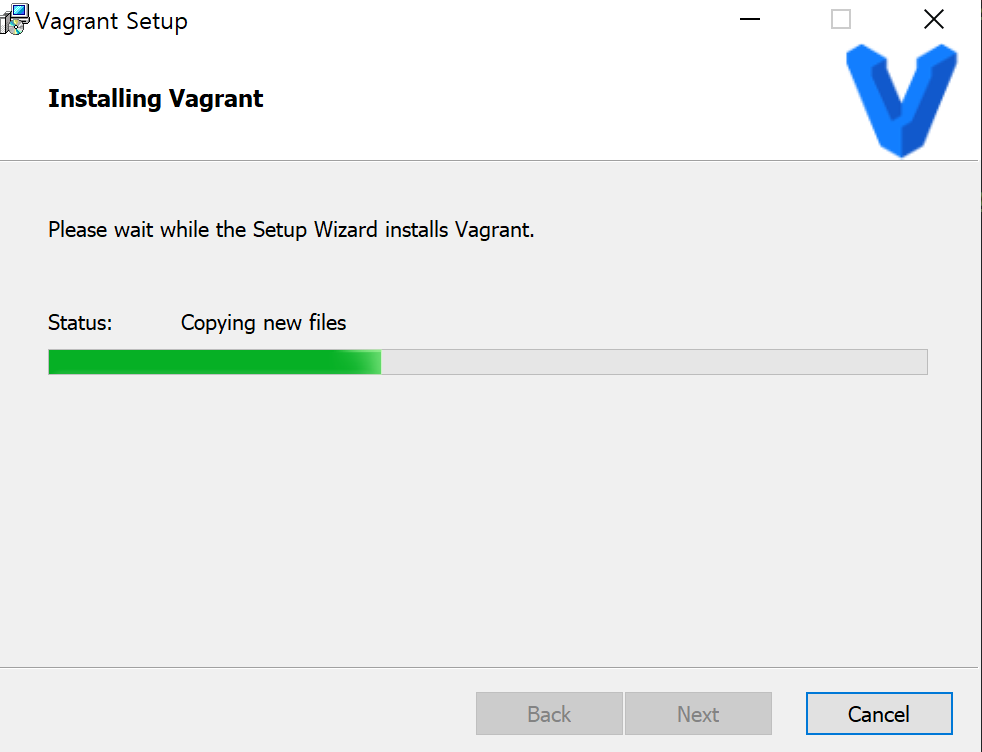 Vagrant Setup
Installing Vagrant
Please wait while the Setup Wizard installs Vagrant.
Status: Copying new files
Back Next Cancel